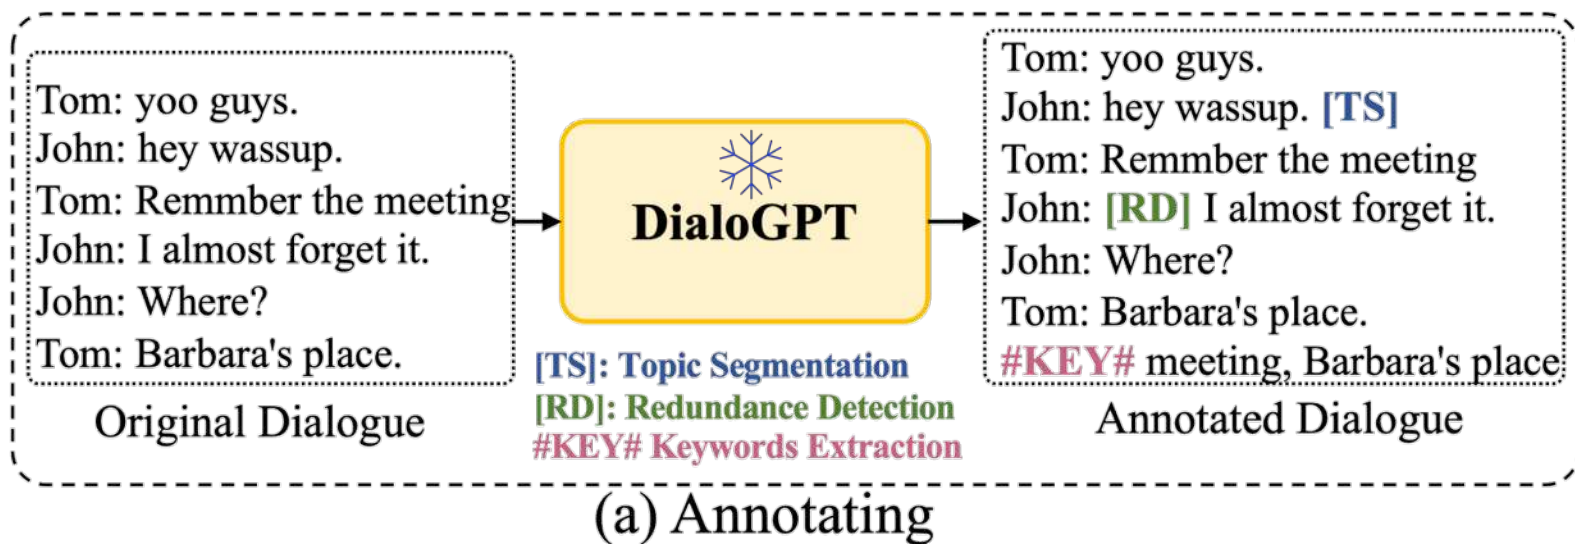 Tom: yoo guys.
John: hey wassup.
Tom: Remmber the meeting
John: I almost forget it.
John: Where?
Tom: Barbara's place.
Original Dialogue
DialoGPT
[TS]: Topic Segmentation
[RD]: Redundance Detection
#KEY# Keywords Extraction
Tom: yoo guys.
John: hey wassup. [TS]
Tom: Remmber the meeting
John: [RD] I almost forget it.
John: Where?
Tom: Barbara's place.
#KEY# meeting, Barbara's place
Annotated Dialogue
(a) Annotating